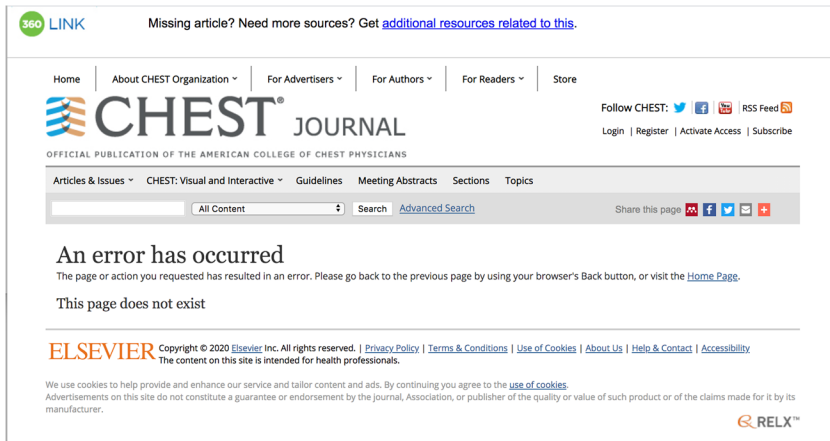 360 LINK Missing article? Need more sources? Get additional resources related to this.
Home About CHEST Organization For Advertisers For Authors For Readers Store
CHEST® JOURNAL
OFFICIAL PUBLICATION OF THE AMERICAN COLLEGE OF CHEST PHYSICIANS
Follow CHEST: You Tube RSS Feed
Login | Register | Activate Access | Subscribe
Articles & Issues CHEST: Visual and Interactive Guidelines Meeting Abstracts Sections Topics
All Content Search Advanced Search Share this page
An error has occurred
The page or action you requested has resulted in an error. Please go back to the previous page by using your browser's Back button, or visit the Home Page.
This page does not exist
ELSEVIER Copyright © 2020 Elsevier Inc. All rights reserved. | Privacy Policy | Terms & Conditions | Use of Cookies | About Us | Help & Contact | Accessibility
The content on this site is intended for health professionals.
We use cookies to help provide and enhance our service and tailor content and ads. By continuing you agree to the use of cookies.
Advertisements on this site do not constitute a guarantee or endorsement by the journal, Association, or publisher of the quality or value of such product or of the claims made for it by its
manufacturer.
RELX™